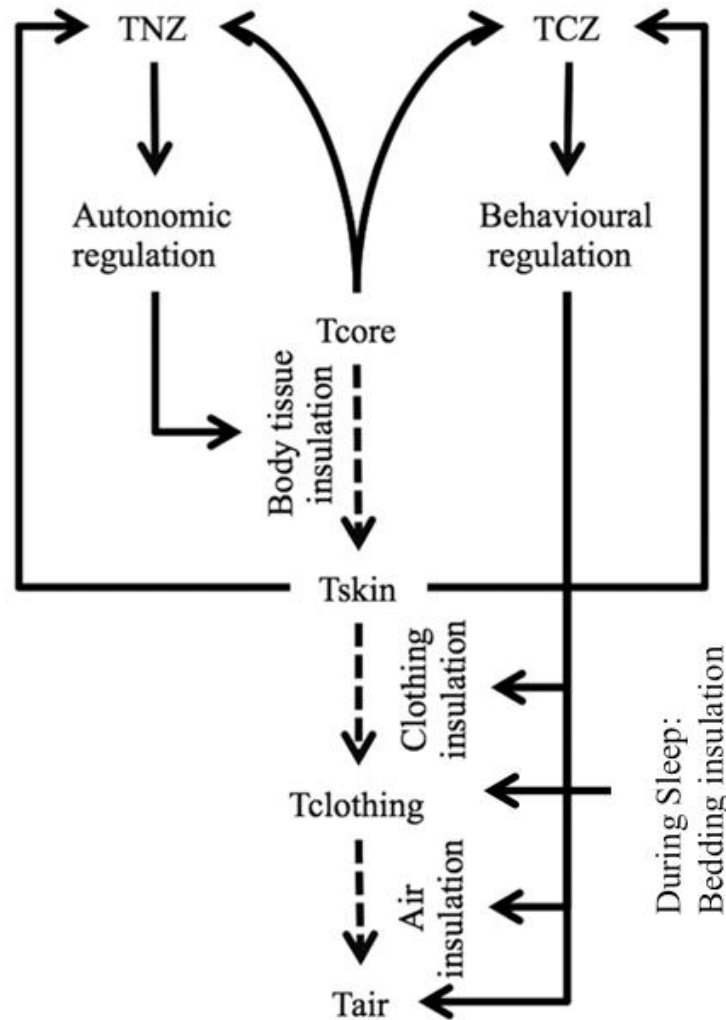 TNZ
TCZ
Autonomic
regulation
Behavioural
regulation
Tcore
Body tissue
insulation
Tskin
Clothing
insulation
During Sleep:
Bedding insulation
Tclothing
Air
insulation
Tair